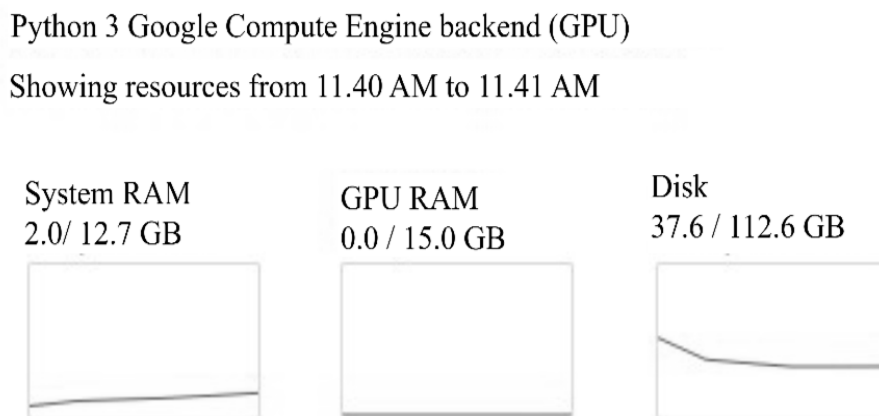 Python 3 Google Compute Engine backend (GPU)
Showing resources from 11.40 AM to 11.41 AM
System RAM
2.0/ 12.7 GB
GPU RAM
0.0 / 15.0 GB
Disk
37.6 / 112.6 GB